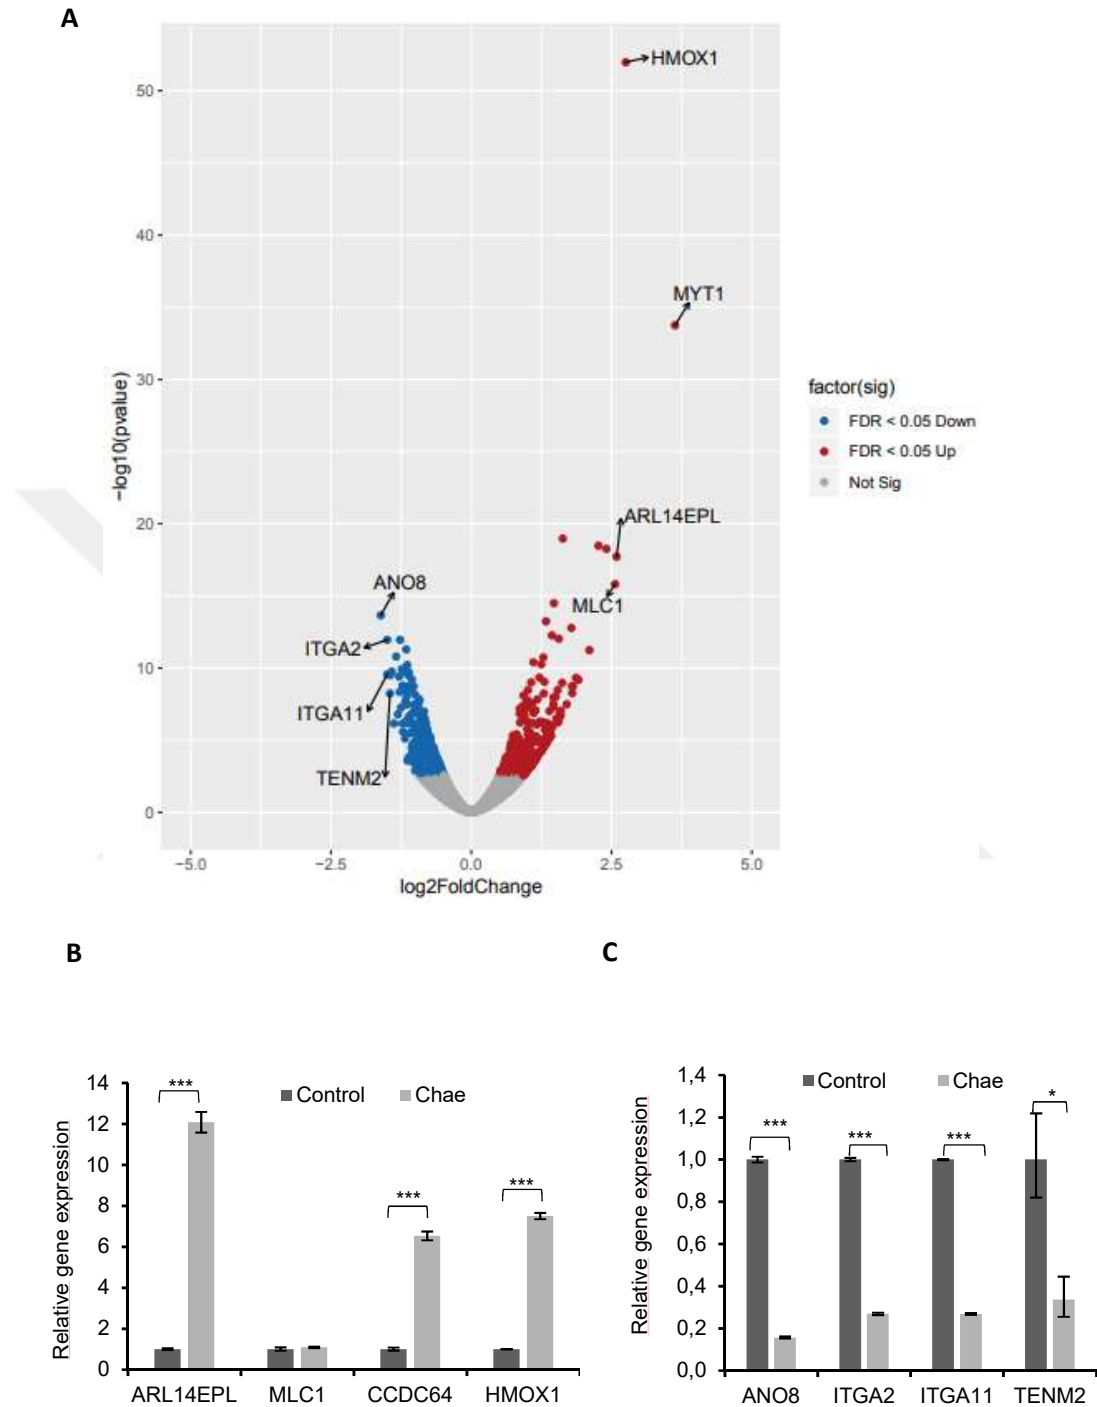 A
HMOX1
50
40
MYT1
30
−log10(pvalue)
factor(sig)
FDR < 0.05 Down
FDR < 0.05 Up
Not Sig
20
ARL14EPL
ANO8
MLC1
ITGA2
10
ITGA11
TENM2
0
−5.0 −2.5 0.0 2.5 5.0
log2FoldChange
B
Relative gene expression
14
12
10
8
6
4
2
0
Control Chae
***
***
***
ARL14EPL MLC1 CCDC64 HMOX1
C
Relative gene expression
1,4
1,2
1,0
0,8
0,6
0,4
0,2
0,0
Control Chae
***
***
***
*
ANO8 ITGA2 ITGA11 TENM2